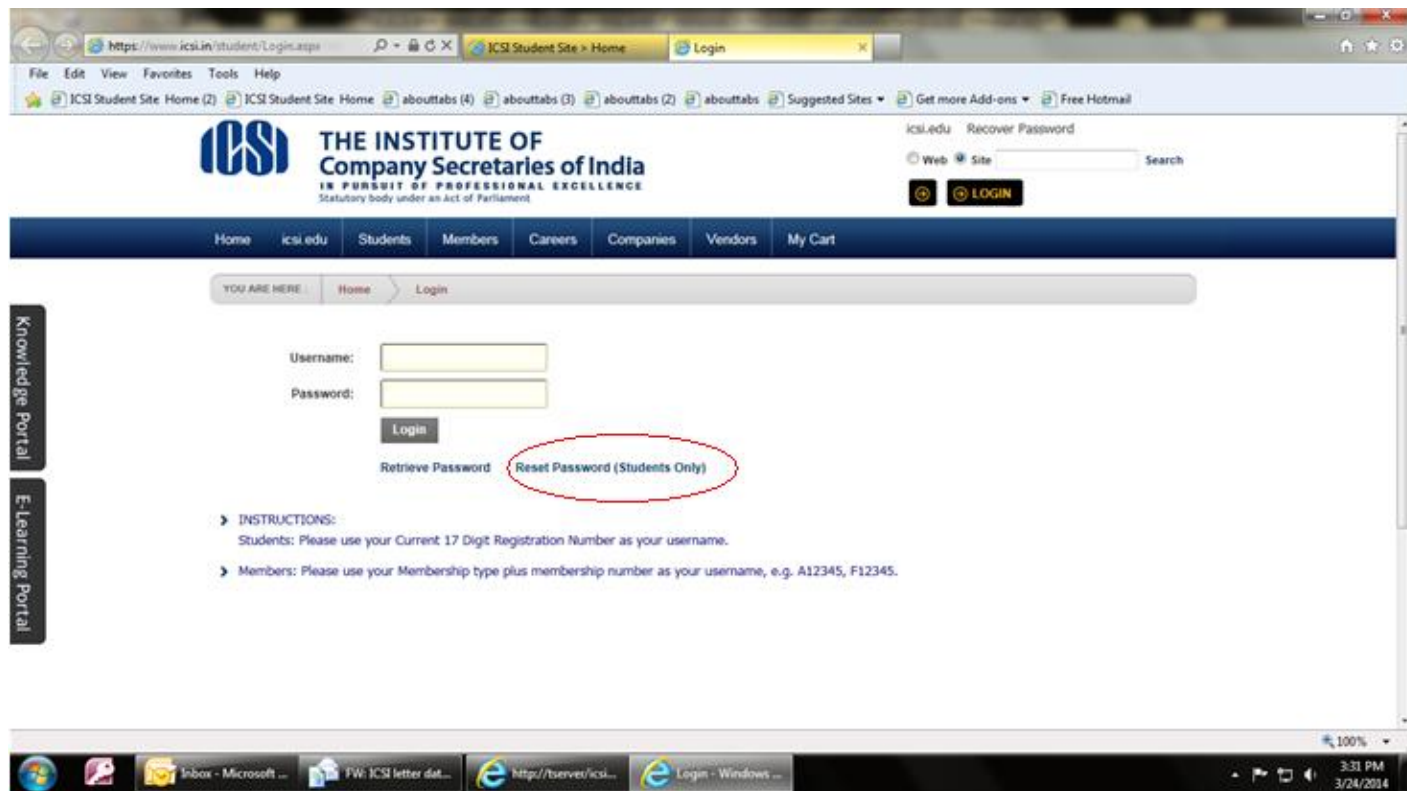 https://www.icsi.in/student/Login.aspx
ICSI Student Site > Home
Login
File Edit View Favorites Tools Help
ICSI Student Site Home (2) ICSI Student Site Home abouttabs (4) abouttabs (3) abouttabs (2) abouttabs Suggested Sites Get more Add-ons Free Hotmail
ICSI
THE INSTITUTE OF
Company Secretaries of India
IN PURSUIT OF PROFESSIONAL EXCELLENCE
Statutory body under an Act of Parliament
icsi.edu Recover Password
Web Site Search
LOGIN
Home icsi.edu Students Members Careers Companies Vendors My Cart
YOU ARE HERE : Home Login
Knowledge Portal
E-Learning Portal
Username:
Password:
Login
Retrieve Password Reset Password (Students Only)
INSTRUCTIONS:
Students: Please use your Current 17 Digit Registration Number as your username.
Members: Please use your Membership type plus membership number as your username, e.g. A12345, F12345.
100%
Inbox - Microsoft ... FW: ICSI letter dat... http://tserver/icsi... Login - Windows ...
3:31 PM
3/24/2014